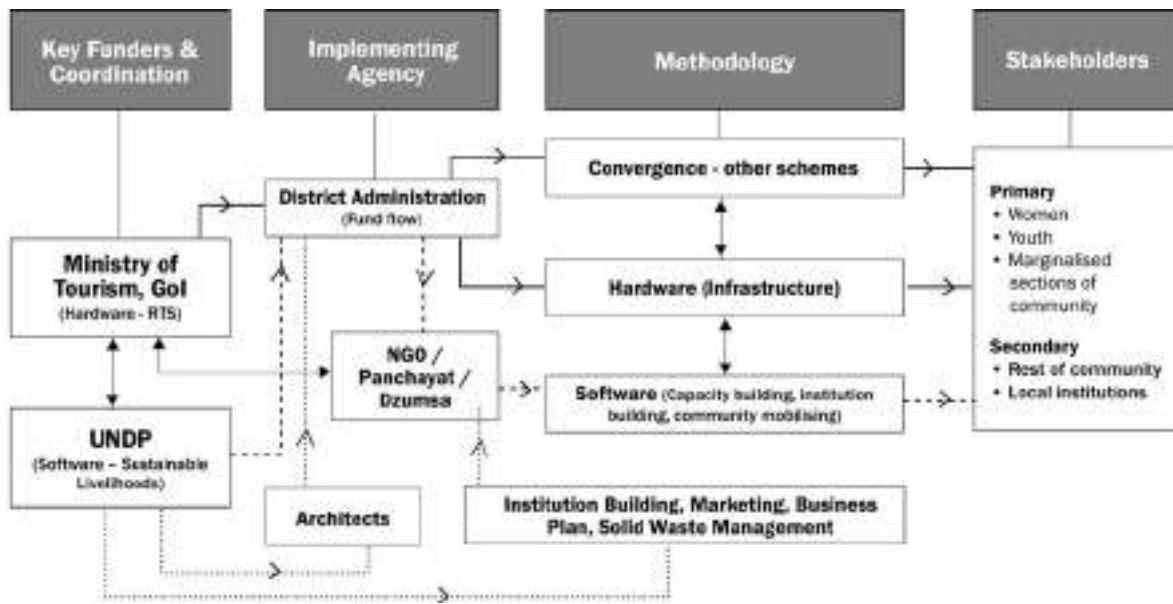 Key Funders &
Coordination
Implementing
Agency
Methodology
Stakeholders
Convergence - other schemes
District Administration
(Fund flow)
Primary
• Women
• Youth
• Marginalised
sections of
community
Ministry of
Tourism, GoI
(Hardware - RTS)
Hardware (Infrastructure)
NGO /
Panchayat /
Dzumsa
Secondary
• Rest of community
• Local institutions
Software (Capacity building, institution
building, community mobilising)
UNDP
(Software – Sustainable
Livelihoods)
Architects
Institution Building, Marketing, Business
Plan, Solid Waste Management